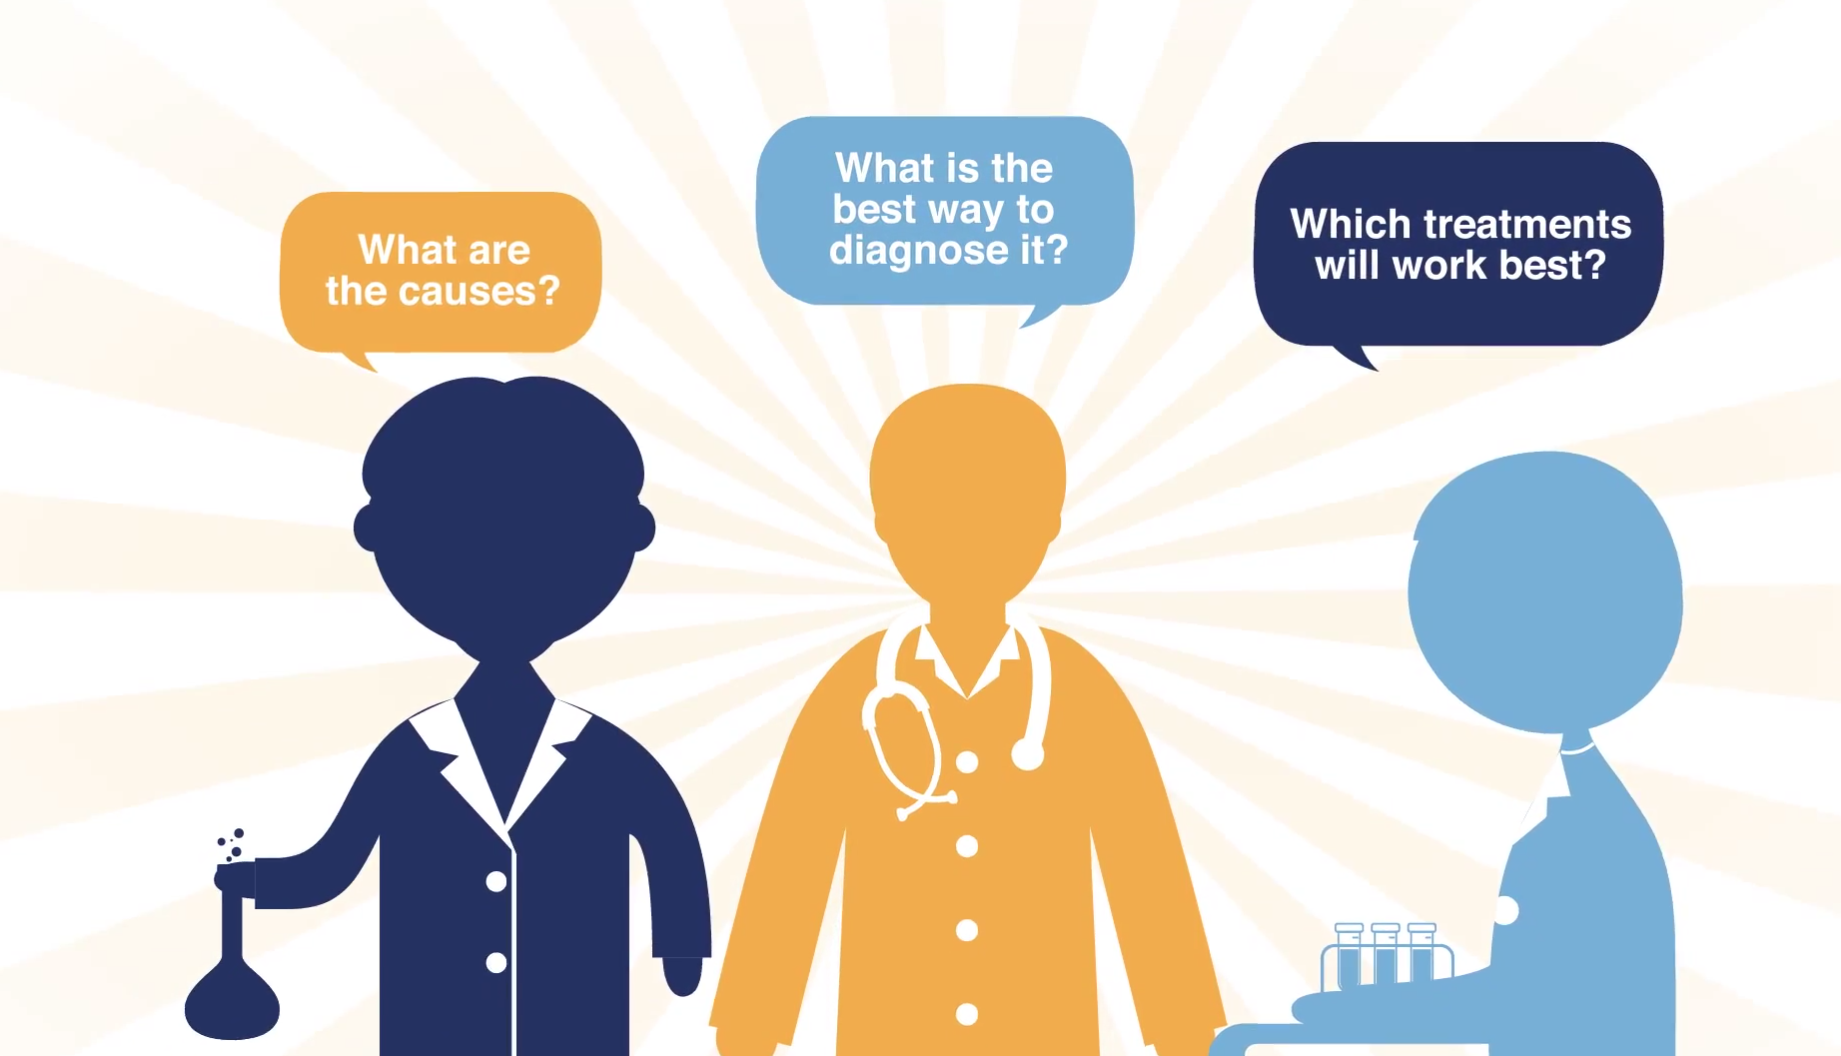 What are
the causes?
What is the
best way to
diagnose it?
Which treatments
will work best?